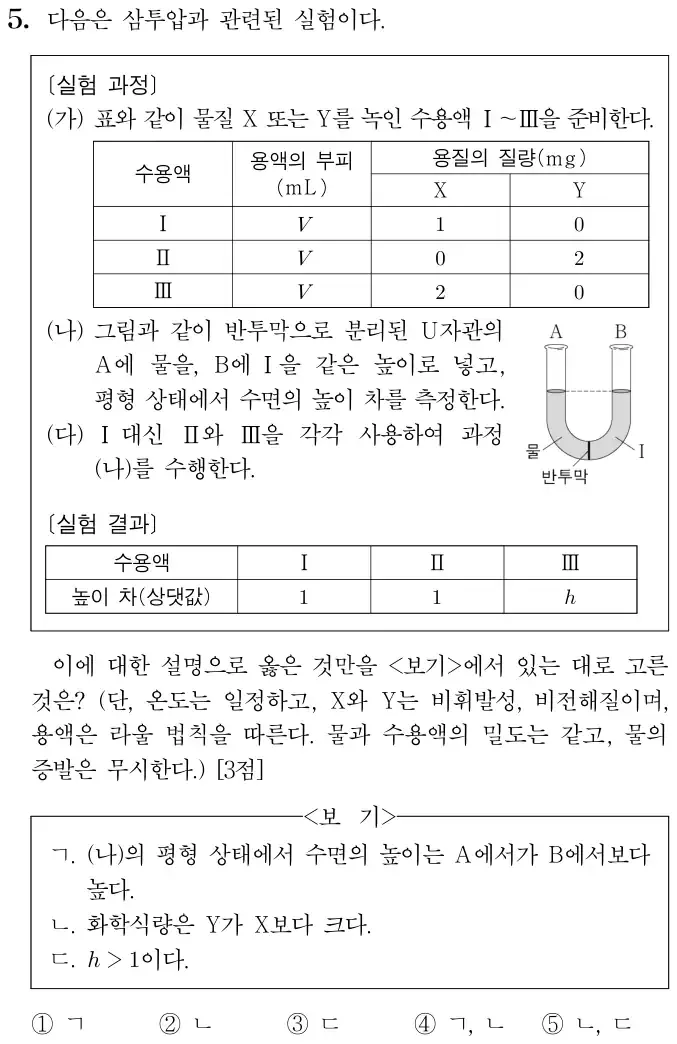 5. 다음은 삼투압과 관련된 실험이다.
〔실험 과정〕
(가) 표와 같이 물질 X 또는 Y를 녹인 수용액 Ⅰ~Ⅲ을 준비한다.
수용액 용액의 부피 (mL) 용질의 질량(mg)
X Y
Ⅰ V 1 0
Ⅱ V 0 2
Ⅲ V 2 0
(나) 그림과 같이 반투막으로 분리된 U자관의
A에 물을, B에 Ⅰ을 같은 높이로 넣고,
평형 상태에서 수면의 높이 차를 측정한다.
(다) Ⅰ 대신 Ⅱ와 Ⅲ을 각각 사용하여 과정
(나)를 수행한다.
A B
물 Ⅰ
반투막
〔실험 결과〕
수용액 Ⅰ Ⅱ Ⅲ
높이 차(상댓값) 1 1 h
이에 대한 설명으로 옳은 것만을 <보기>에서 있는 대로 고른
것은? (단, 온도는 일정하고, X와 Y는 비휘발성, 비전해질이며,
용액은 라울 법칙을 따른다. 물과 수용액의 밀도는 같고, 물의
증발은 무시한다.) [3점]
<보 기>
ㄱ. (나)의 평형 상태에서 수면의 높이는 A에서가 B에서보다
높다.
ㄴ. 화학식량은 Y가 X보다 크다.
ㄷ. h > 1이다.
① ㄱ ② ㄴ ③ ㄷ ④ ㄱ, ㄴ ⑤ ㄴ, ㄷ